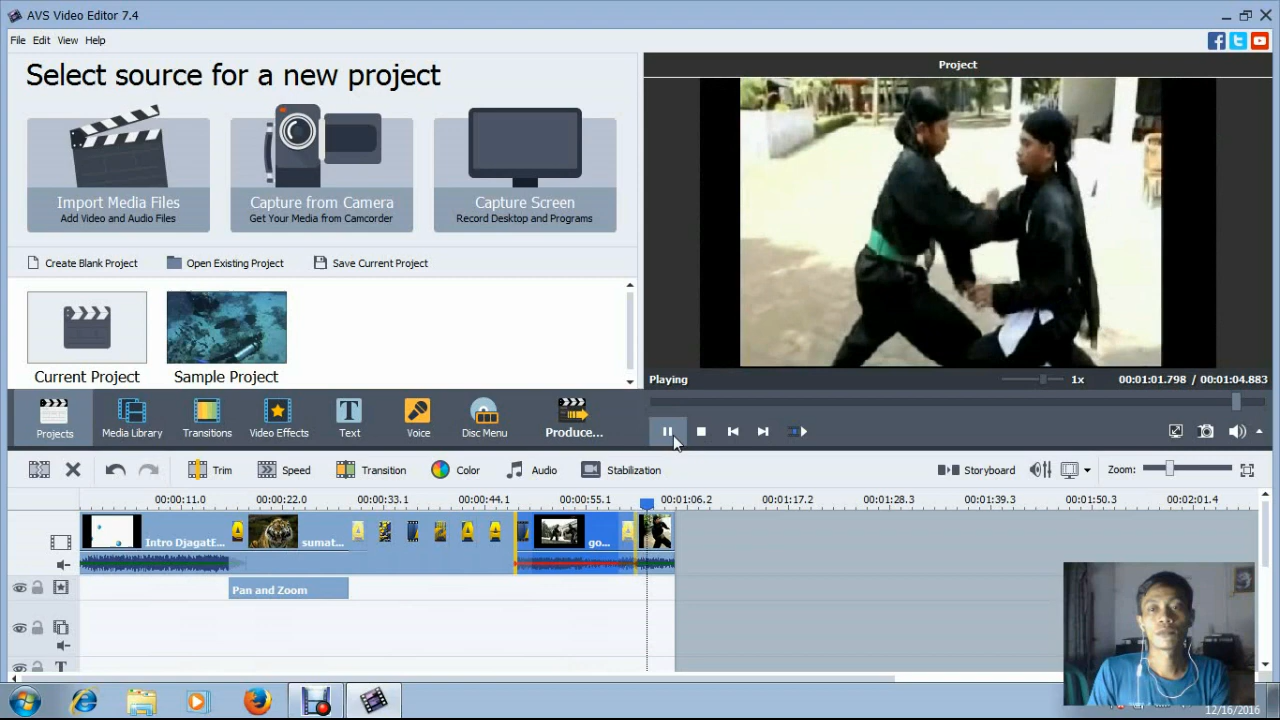 AVS Video Editor 7.4
File Edit View Help
Select source for a new project
Project
Import Media Files
Add Video and Audio Files
Capture from Camera
Get Your Media from Camcorder
Capture Screen
Record Desktop and Programs
Create Blank Project
Open Existing Project
Save Current Project
Current Project
Sample Project
Playing
1x
00:01:01.798 / 00:01:04.883
Projects
Media Library
Transitions
Video Effects
Text
Voice
Disc Menu
Produce...
Trim
Speed
Transition
Color
Audio
Stabilization
Storyboard
Zoom:
00:00:11.0 00:00:22.0 00:00:33.1 00:00:44.1 00:00:55.1 00:01:06.2 00:01:17.2 00:01:28.3 00:01:39.3 00:01:50.3 00:02:01.4
Intro DjagatE...
sumat...
go...
Pan and Zoom
T
12/16/2016